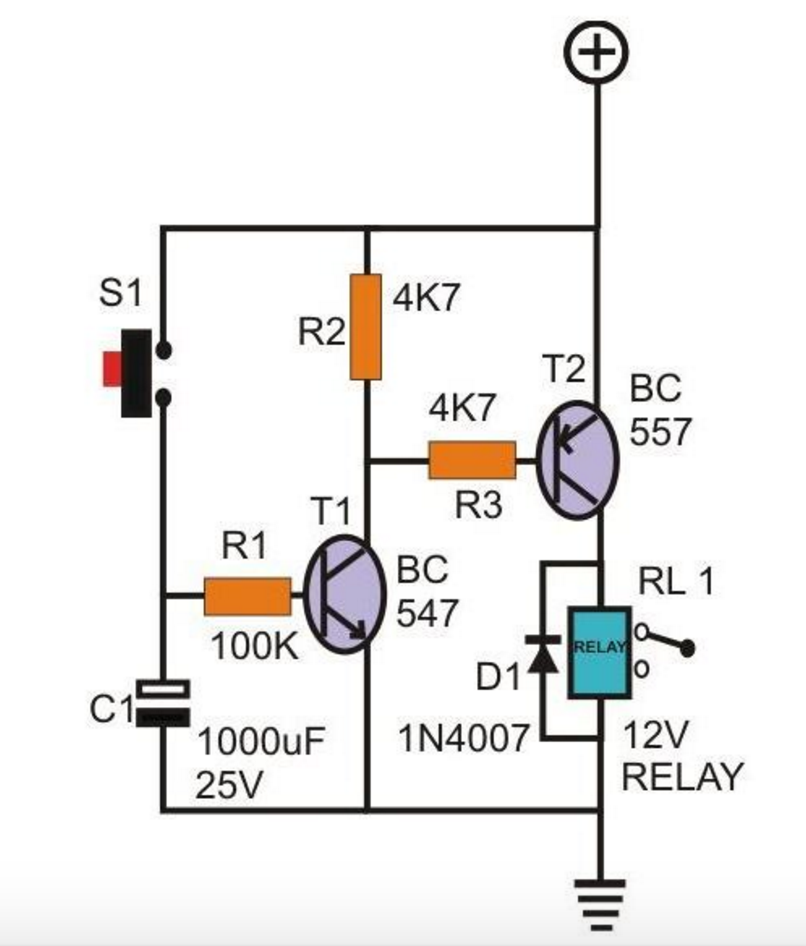 S1
4K7
R2
T2
BC
557
4K7
R3
T1
R1
BC
547
100K
RL 1
RELAY
D1
C1
1000uF
25V
1N4007
12V
RELAY